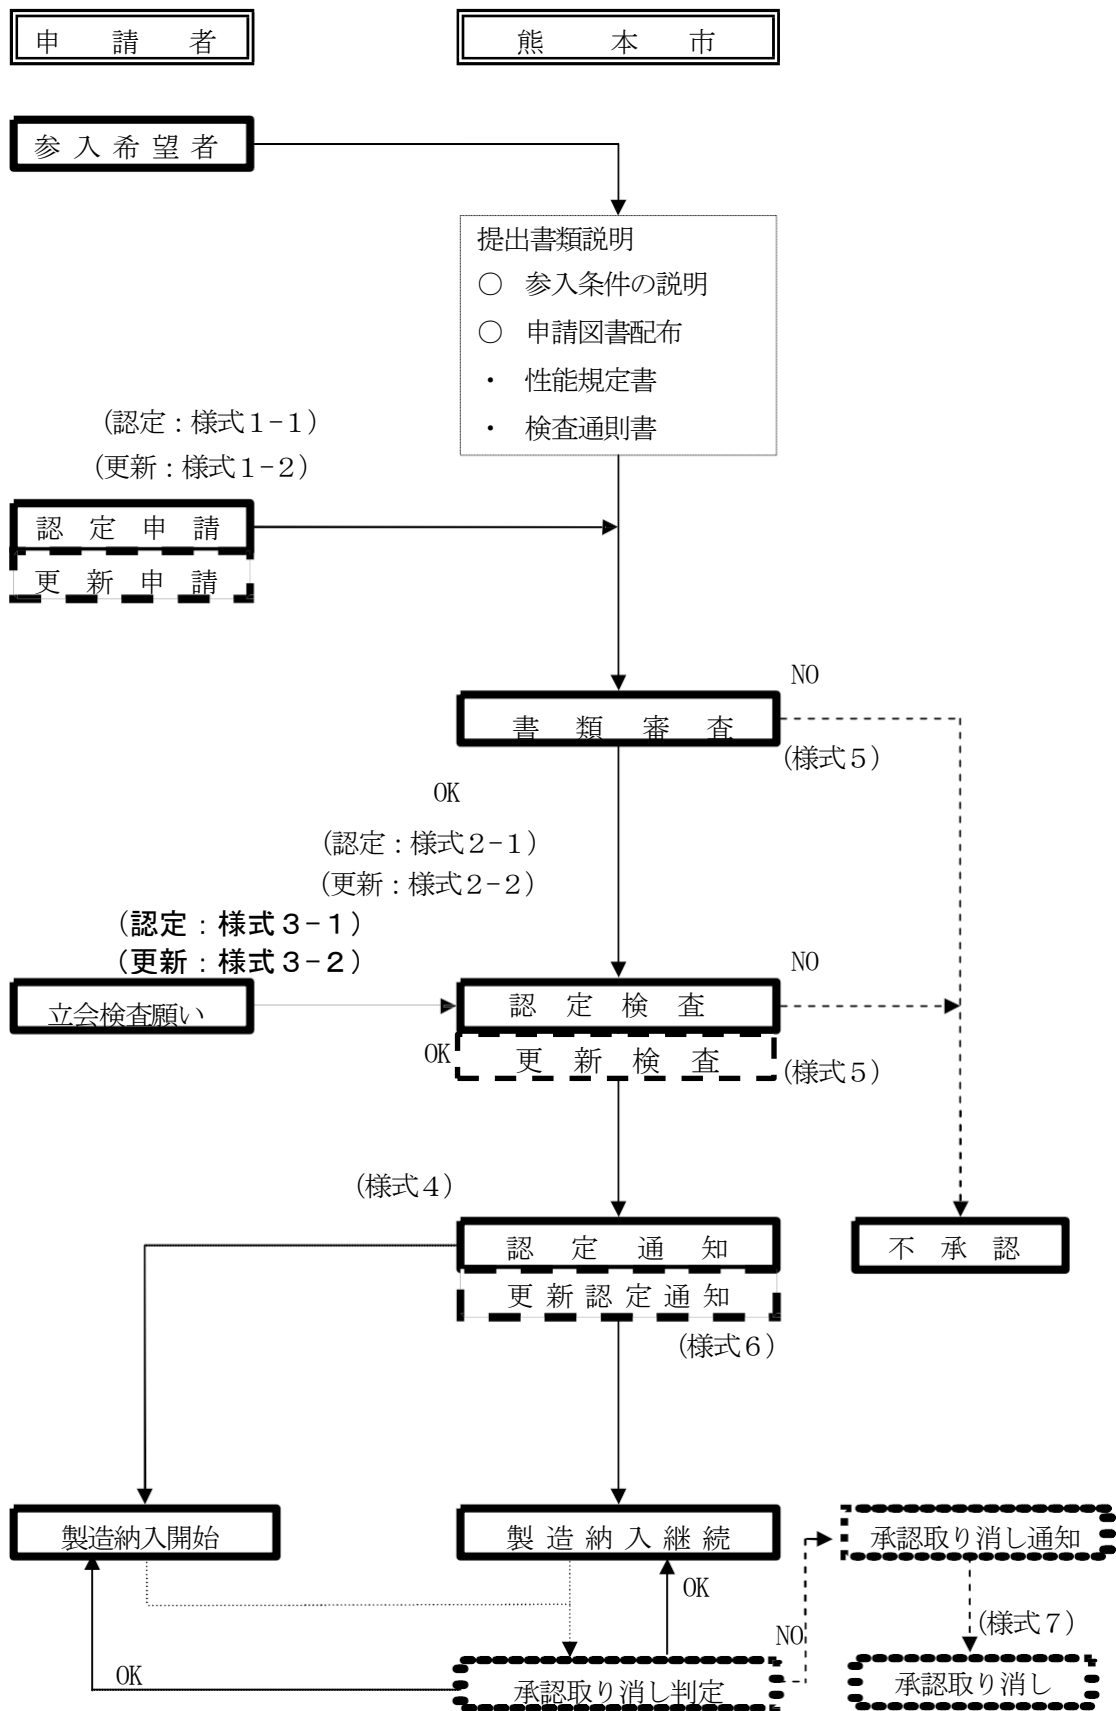 申請者
熊本市
参入希望者
提出書類説明
○ 参入条件の説明
○ 申請図書配布
・ 性能規定書
・ 検査通則書
(認定：様式1-1)
(更新：様式1-2)
認定申請
更新申請
NO
書類審査
(様式5)
OK
(認定：様式2-1)
(更新：様式2-2)
(認定：様式3-1)
(更新：様式3-2)
NO
立会検査願い
認定検査
OK
更新検査
(様式5)
(様式4)
認定通知
不承認
更新認定通知
(様式6)
製造納入開始
製造納入継続
承認取り消し通知
OK
(様式7)
NO
OK
承認取り消し判定
承認取り消し